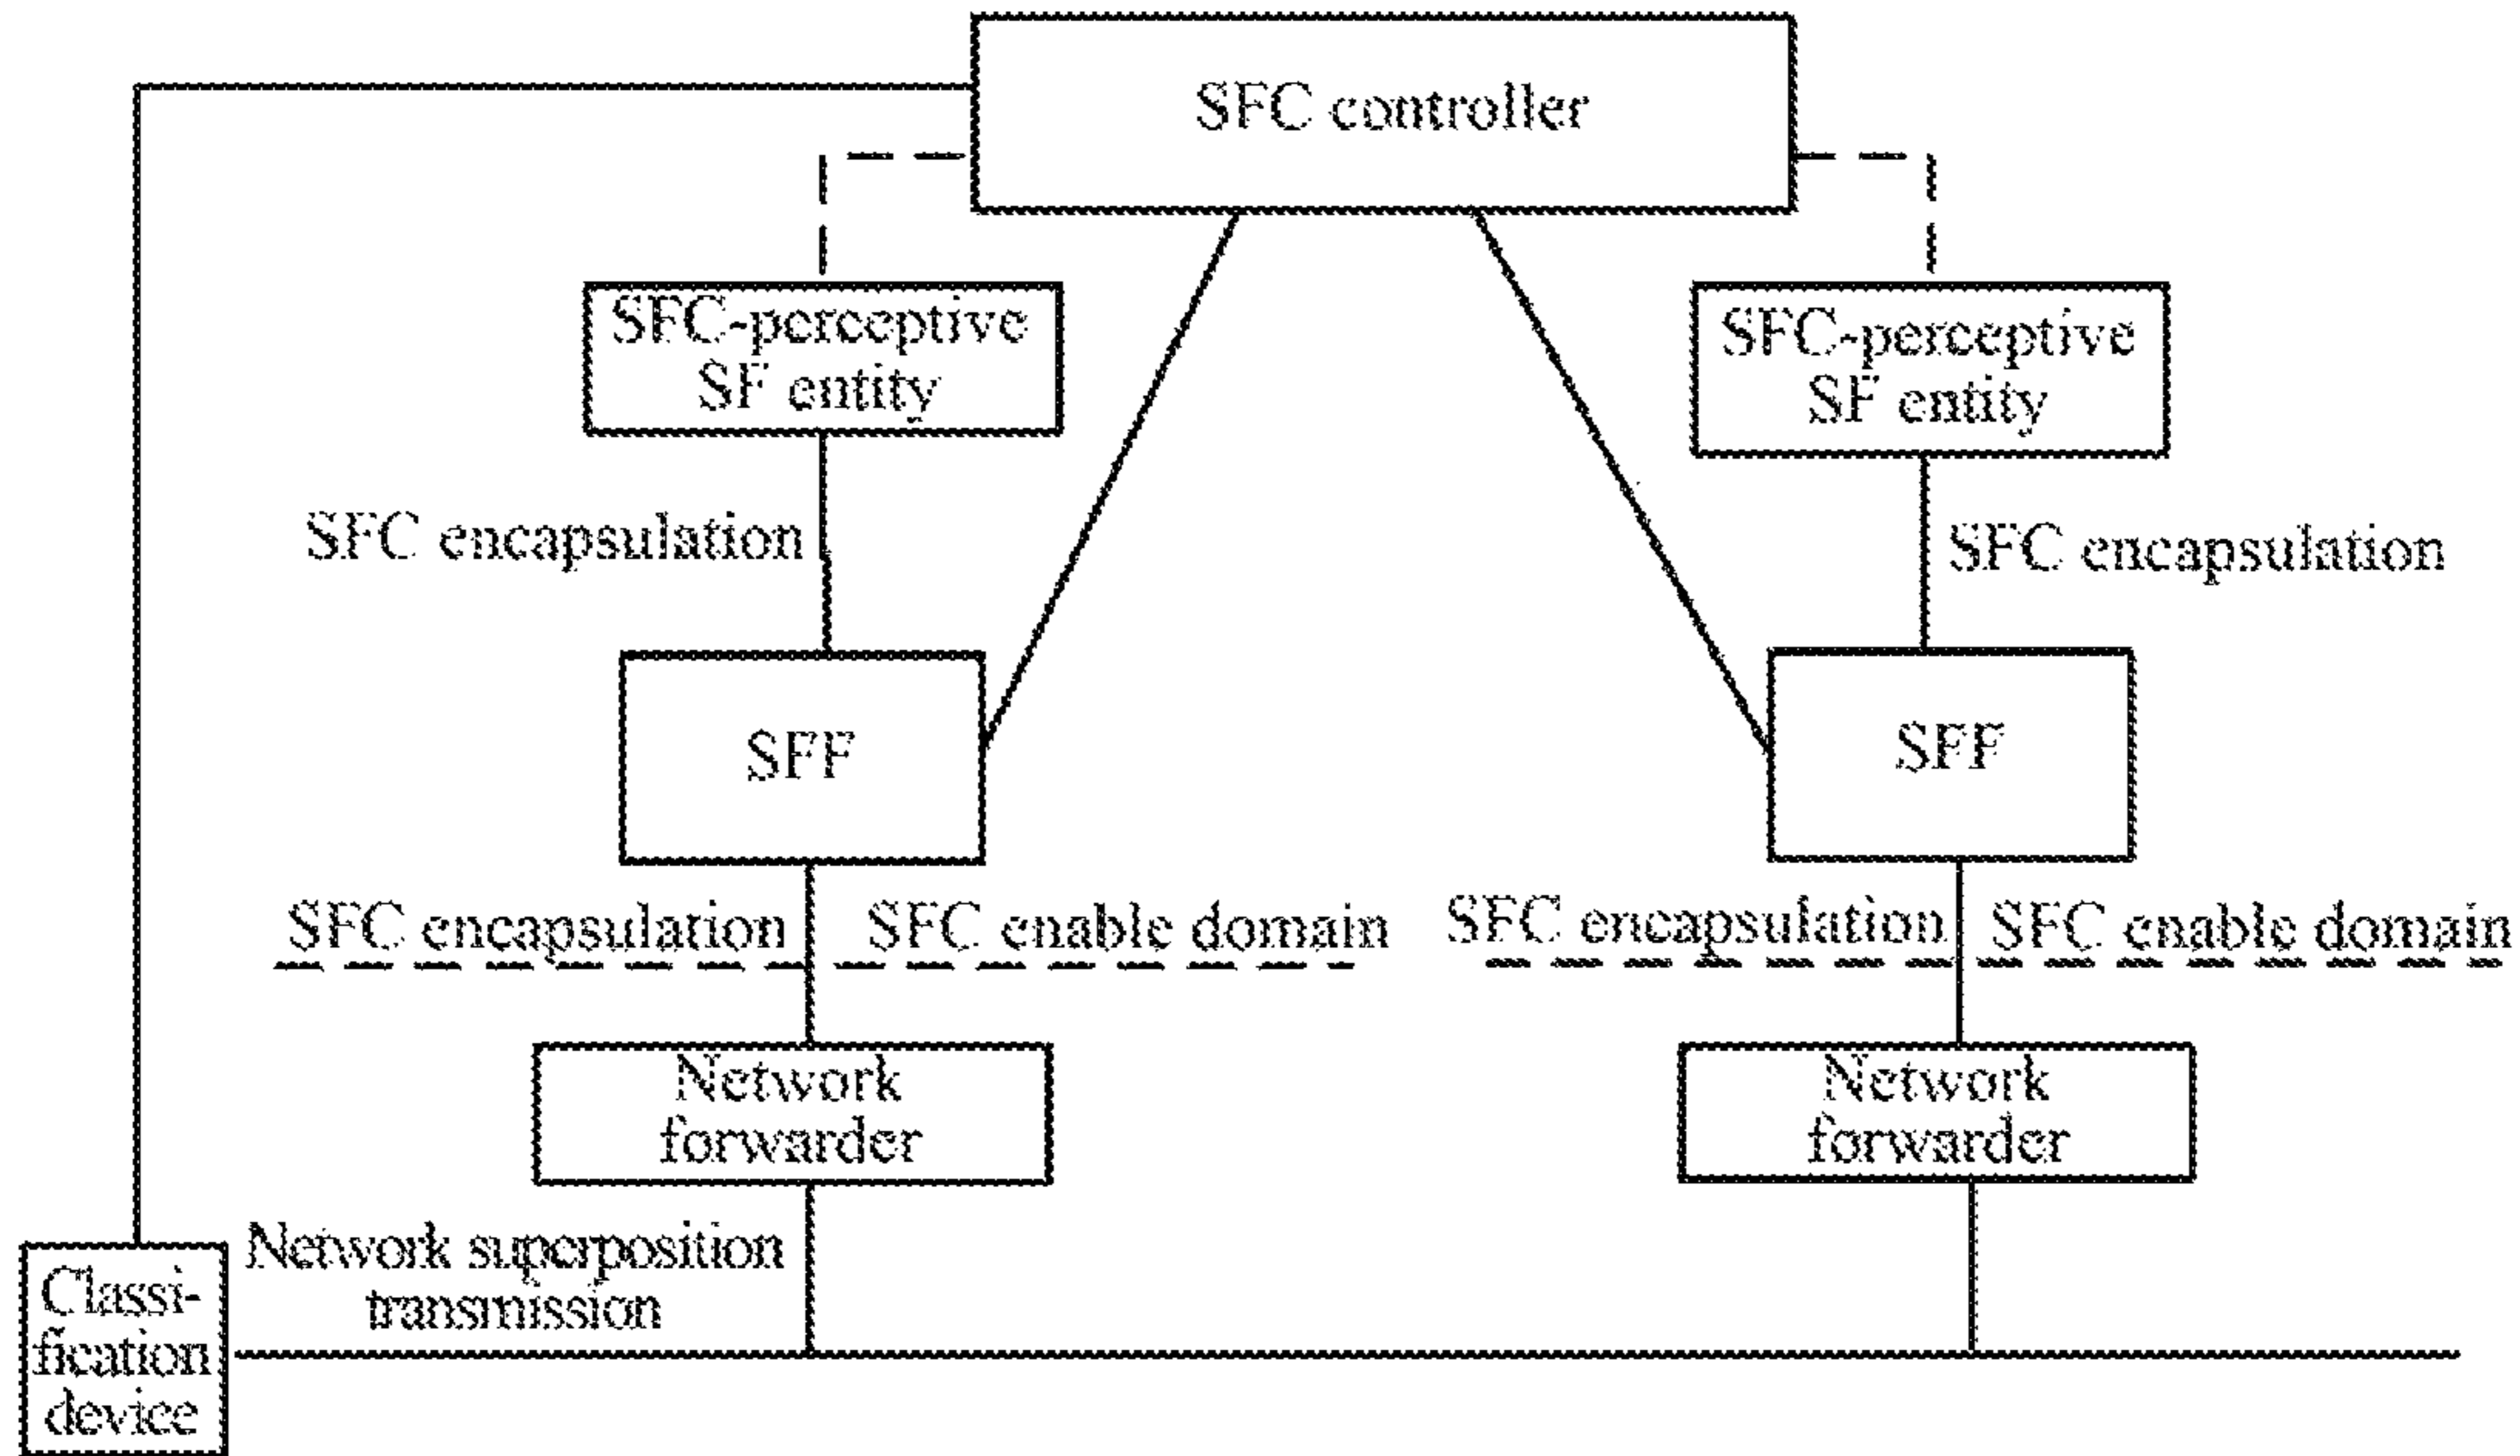 SFC controller
SFC-perceptive
SF entity
SFC-perceptive
SF entity
SFC encapsulation
SFC encapsulation
SFF
SFF
SFC encapsulation
SFC enable domain
SFC encapsulation
SFC enable domain
Network
forwarder
Network
forwarder
Network superposition
transmission
Classi-
fication
device